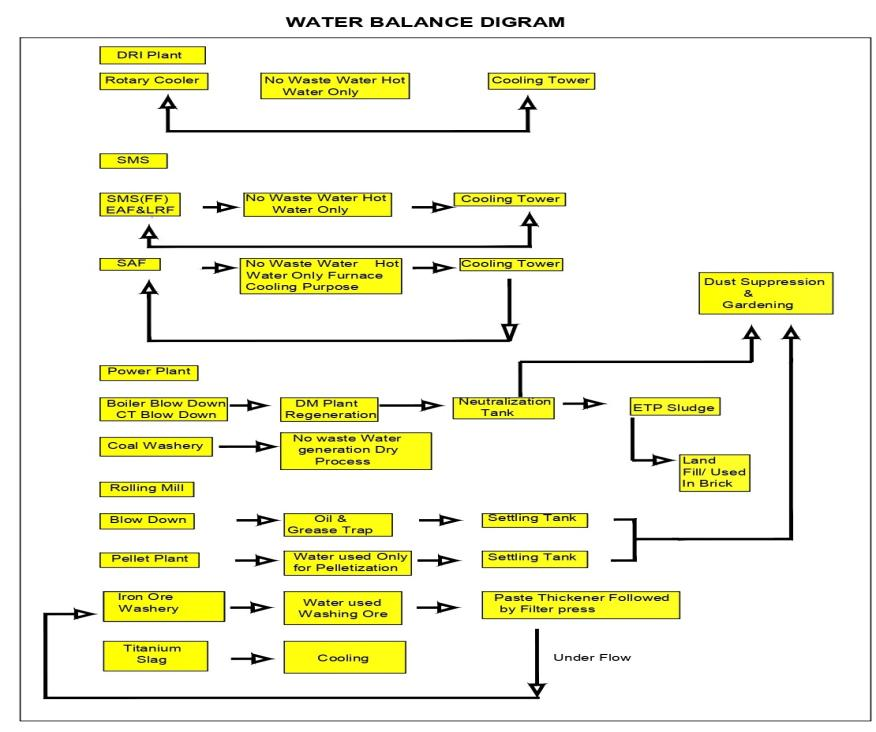 WATER BALANCE DIGRAM
DRI Plant
Rotary Cooler
No Waste Water Hot
Water Only
Cooling Tower
SMS
SMS(FF)
EAF&LRF
No Waste Water Hot
Water Only
Cooling Tower
SAF
No Waste Water Hot
Water Only Furnace
Cooling Purpose
Cooling Tower
Dust Suppression
&
Gardening
Power Plant
Boiler Blow Down
CT Blow Down
DM Plant
Regeneration
Neutralization
Tank
ETP Sludge
Coal Washery
No waste Water
generation Dry
Process
Land
Fill/ Used
In Brick
Rolling Mill
Blow Down
Oil &
Grease Trap
Settling Tank
Pellet Plant
Water used Only
for Pelletization
Settling Tank
Iron Ore
Washery
Water used
Washing Ore
Paste Thickener Followed
by Filter press
Titanium
Slag
Cooling
Under Flow